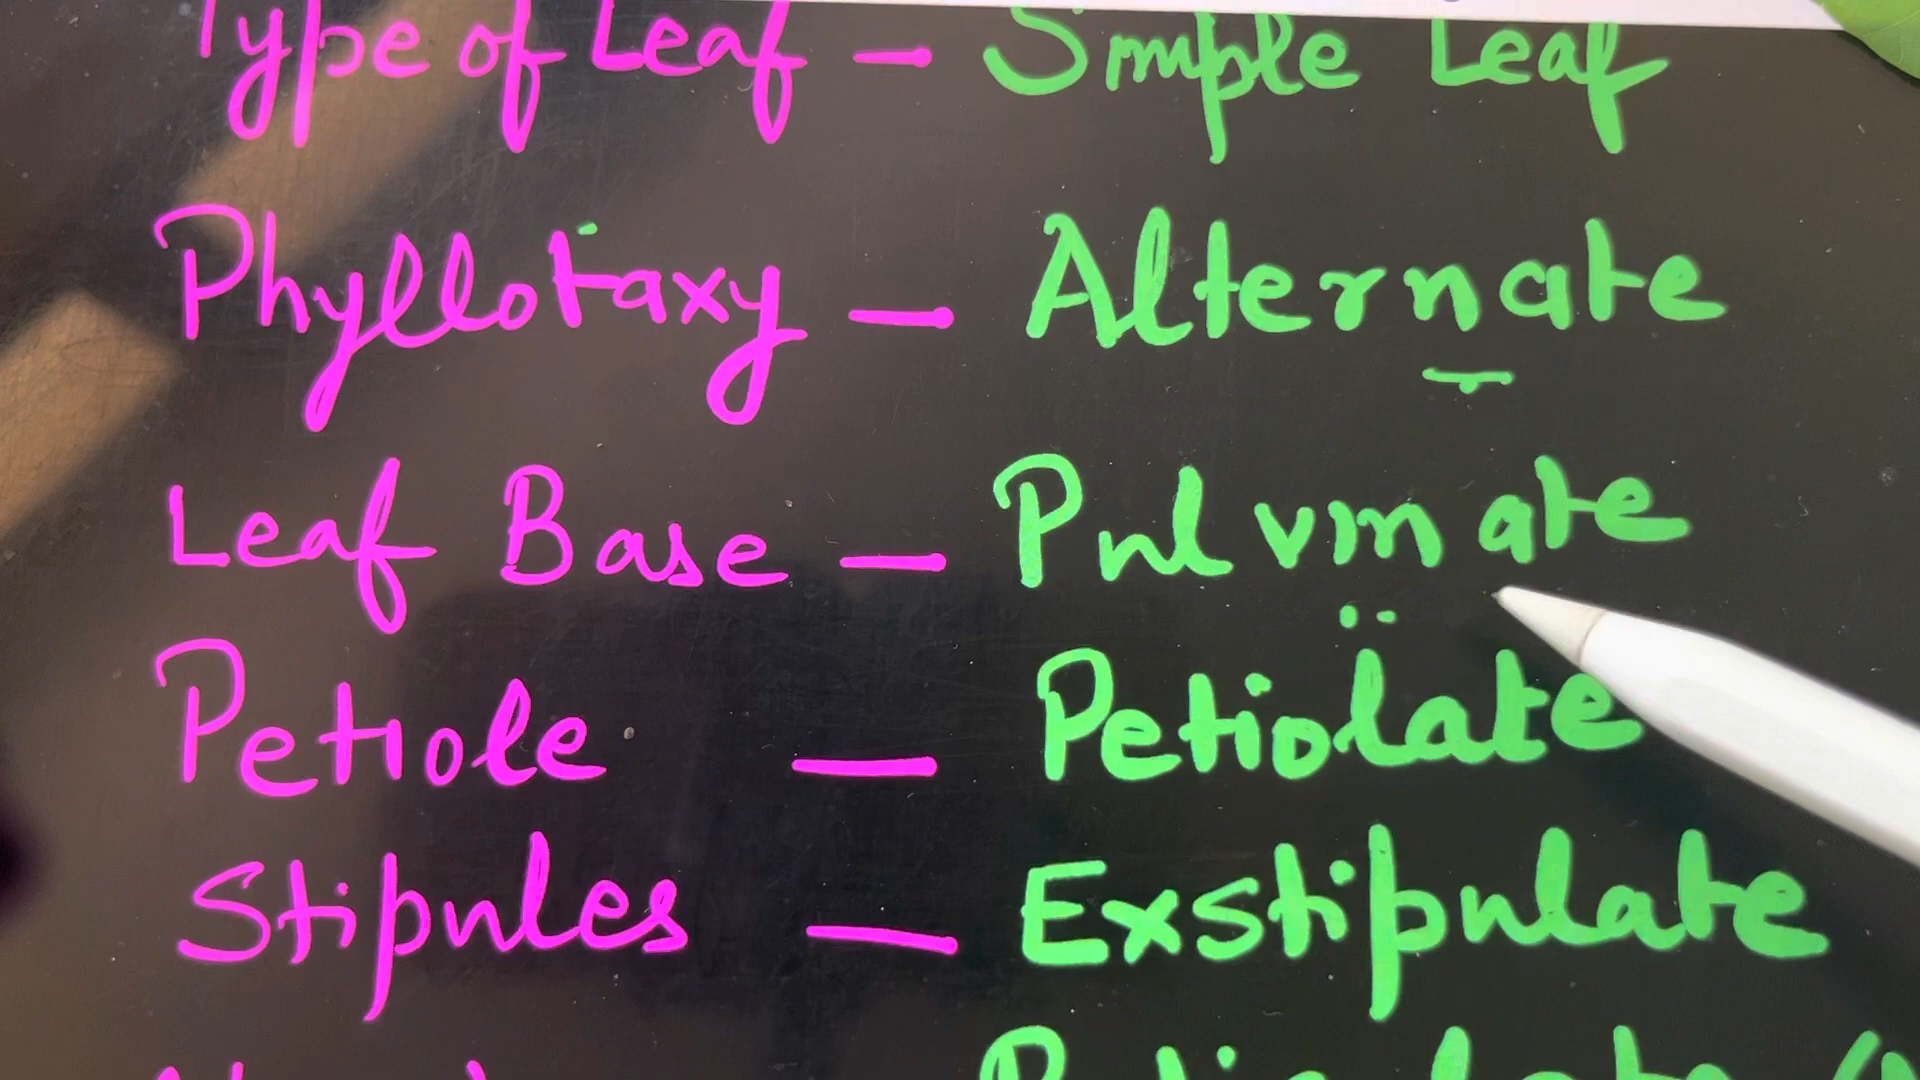 Type of Leaf - Simple Leaf
Phyllotaxy - Alternate
Leaf Base - Pulvinate
Petiole - Petiolate
Stipules - Exstipulate